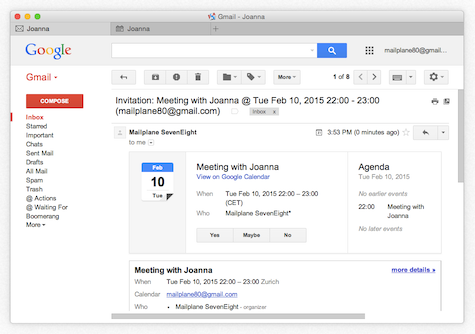 Gmail - Joanna
Joanna
Joanna
Google
mailplane80@gmail...
Gmail
More
1 of 8
COMPOSE
Inbox
Starred
Important
Chats
Sent Mail
Drafts
All Mail
Spam
Trash
@ Actions
@ Waiting For
Boomerang
More
Invitation: Meeting with Joanna @ Tue Feb 10, 2015 22:00 - 23:00
(mailplane80@gmail.com)
Inbox x
Mailplane SevenEight
3:53 PM (0 minutes ago)
to me
Feb
10
Tue
Meeting with Joanna
View on Google Calendar
When Tue Feb 10, 2015 22:00 – 23:00
(CET)
Who Mailplane SevenEight*
Yes Maybe No
Agenda
Tue Feb 10, 2015
No earlier events
22:00 Meeting with
Joanna
No later events
Meeting with Joanna
more details »
When Tue Feb 10, 2015 22:00 – 23:00 Zurich
Calendar mailplane80@gmail.com
Who • Mailplane SevenEight - organizer